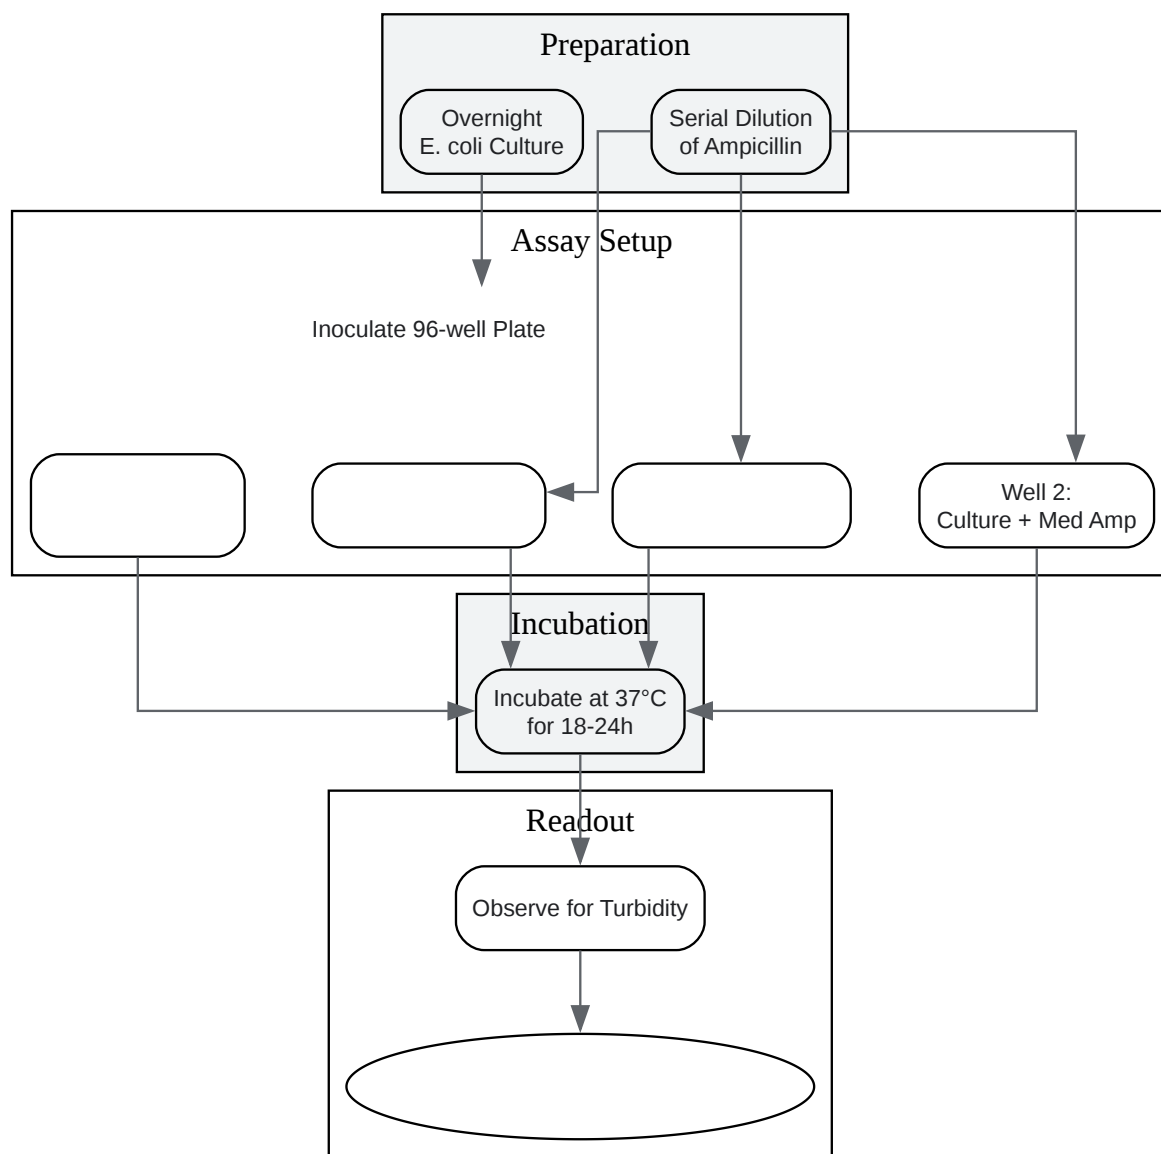 Preparation
Overnight
E. coli Culture
Serial Dilution
of Ampicillin
Assay Setup
Inoculate 96-well Plate
Well 2:
Culture + Med Amp
Incubation
Incubate at 37°C
for 18-24h
Readout
Observe for Turbidity